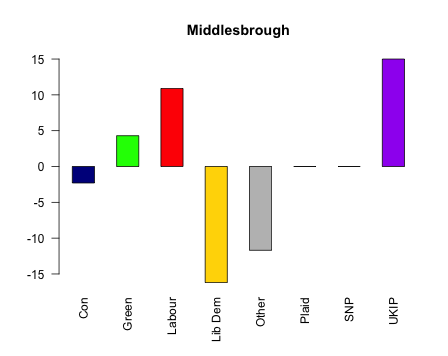 Middlesbrough
15
10
5
0
-5
-10
-15
Con
Green
Labour
Lib Dem
Other
Plaid
SNP
UKIP